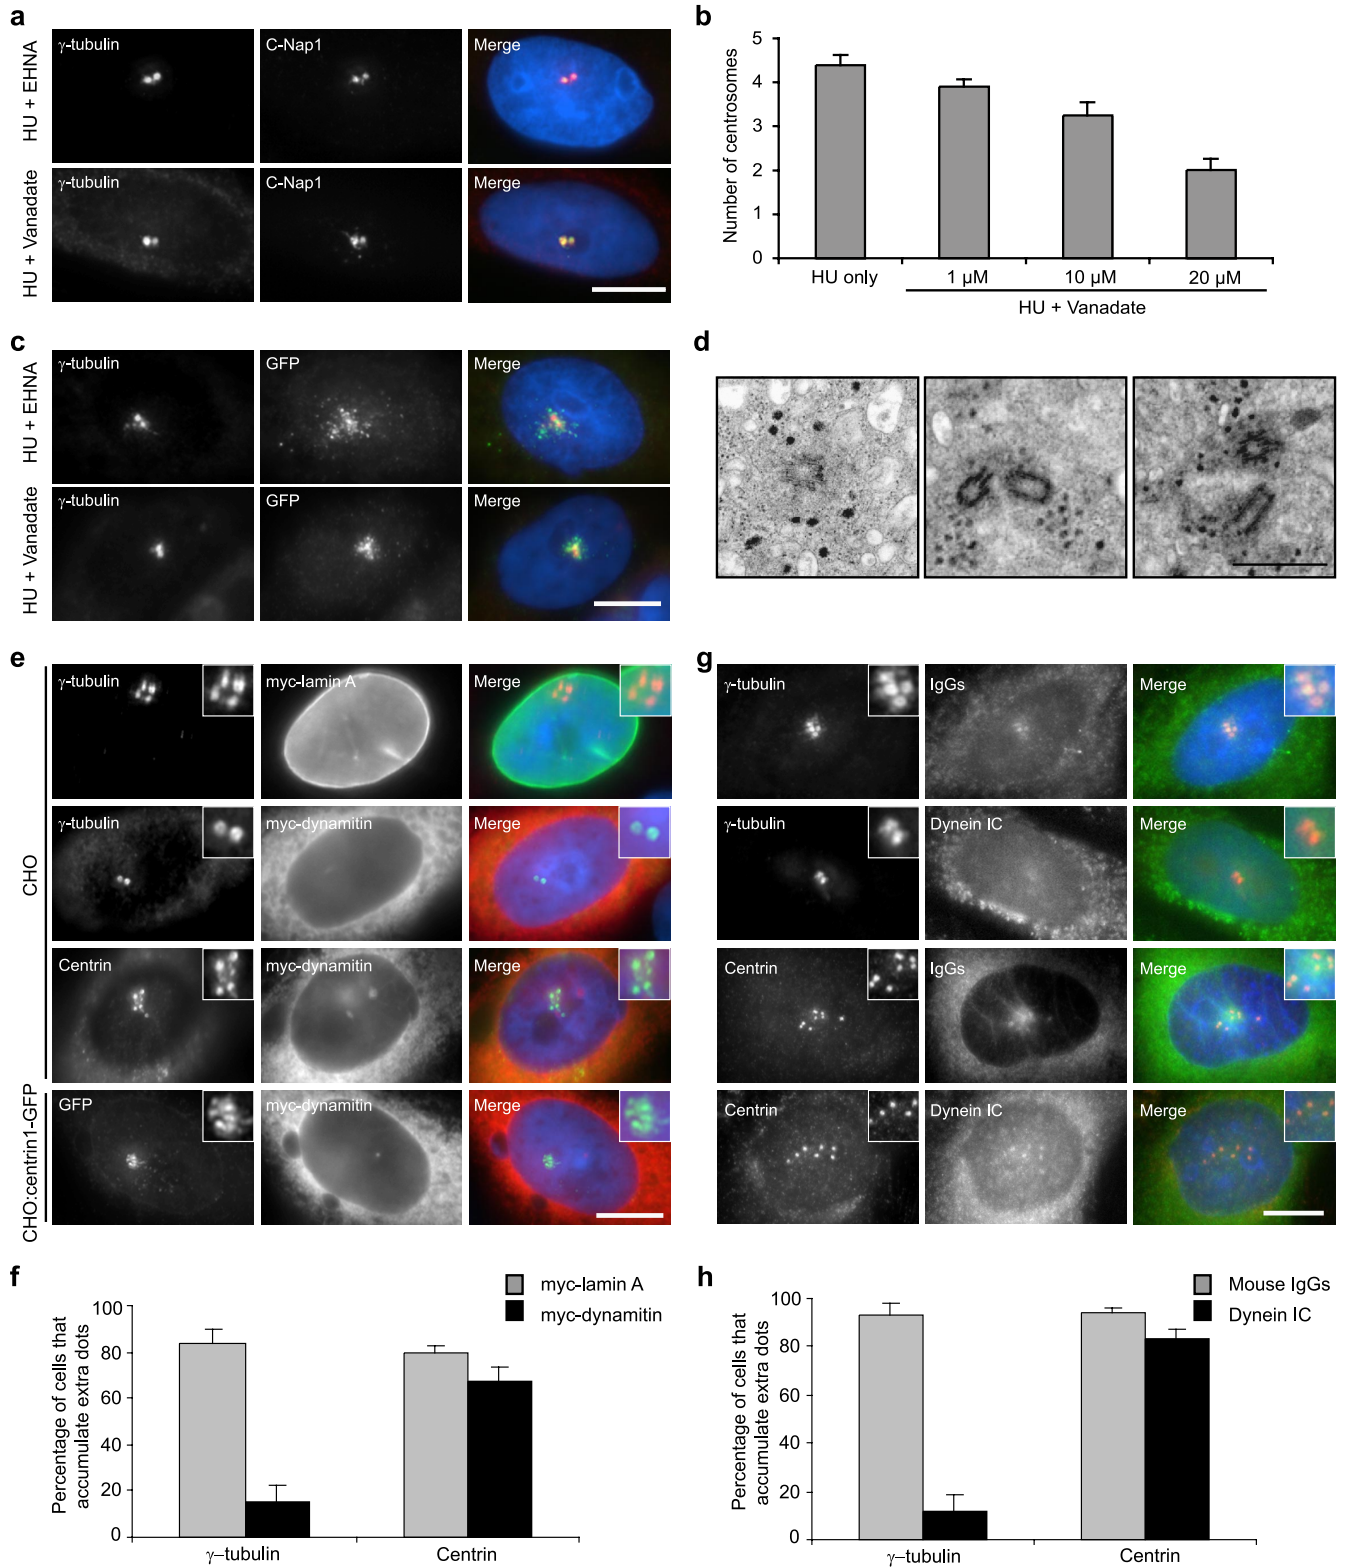 a
HU + EHNA
γ-tubulin
C-Nap1
Merge
HU + Vanadate
γ-tubulin
C-Nap1
Merge
b
Number of centrosomes
5
4
3
2
1
0
HU only
1 µM
10 µM
20 µM
HU + Vanadate
c
HU + EHNA
γ-tubulin
GFP
Merge
HU + Vanadate
γ-tubulin
GFP
Merge
d
e
CHO
γ-tubulin
myc-lamin A
Merge
γ-tubulin
myc-dynamitin
Merge
Centrin
myc-dynamitin
Merge
CHO:centrin1-GFP
GFP
myc-dynamitin
Merge
g
γ-tubulin
IgGs
Merge
γ-tubulin
Dynein IC
Merge
Centrin
IgGs
Merge
Centrin
Dynein IC
Merge
f
myc-lamin A
myc-dynamitin
Percentage of cells that
accumulate extra dots
100
80
60
40
20
0
γ–tubulin
Centrin
h
Mouse IgGs
Dynein IC
Percentage of cells that
accumulate extra dots
100
80
60
40
20
0
γ–tubulin
Centrin